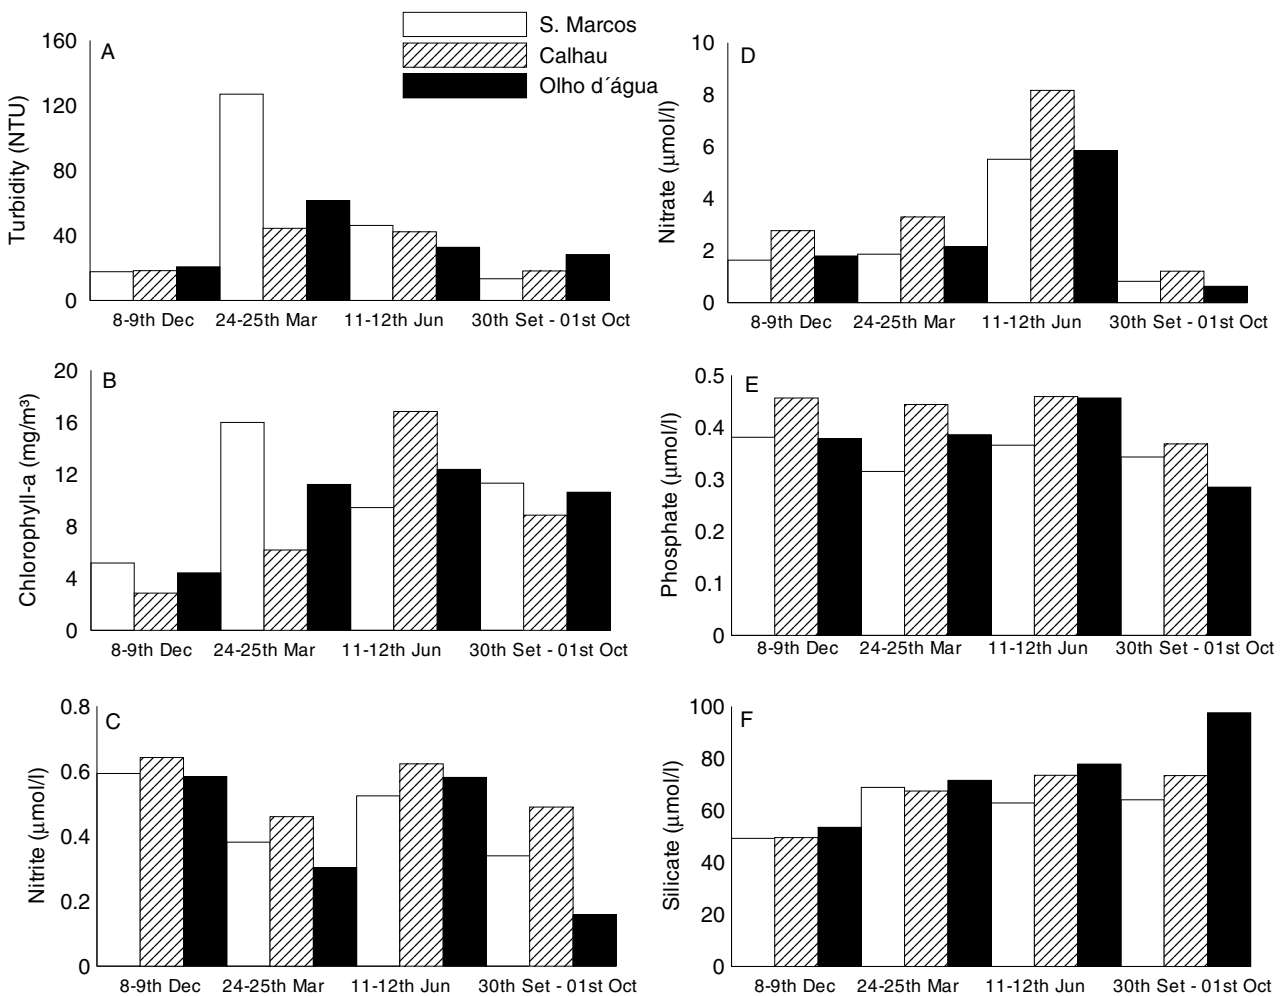 S. Marcos
Calhau
Olho d´água
A
160
120
80
40
0
Turbidity (NTU)
8-9th Dec 24-25th Mar 11-12th Jun 30th Set - 01st Oct
D
10
8
6
4
2
0
Nitrate (µmol/l)
8-9th Dec 24-25th Mar 11-12th Jun 30th Set - 01st Oct
B
20
16
12
8
4
0
Chlorophyll-a (mg/m³)
8-9th Dec 24-25th Mar 11-12th Jun 30th Set - 01st Oct
E
0.5
0.4
0.3
0.2
0.1
0
Phosphate (µmol/l)
8-9th Dec 24-25th Mar 11-12th Jun 30th Set - 01st Oct
C
0.8
0.6
0.4
0.2
0
Nitrite (µmol/l)
8-9th Dec 24-25th Mar 11-12th Jun 30th Set - 01st Oct
F
100
80
60
40
20
0
Silicate (µmol/l)
8-9th Dec 24-25th Mar 11-12th Jun 30th Set - 01st Oct